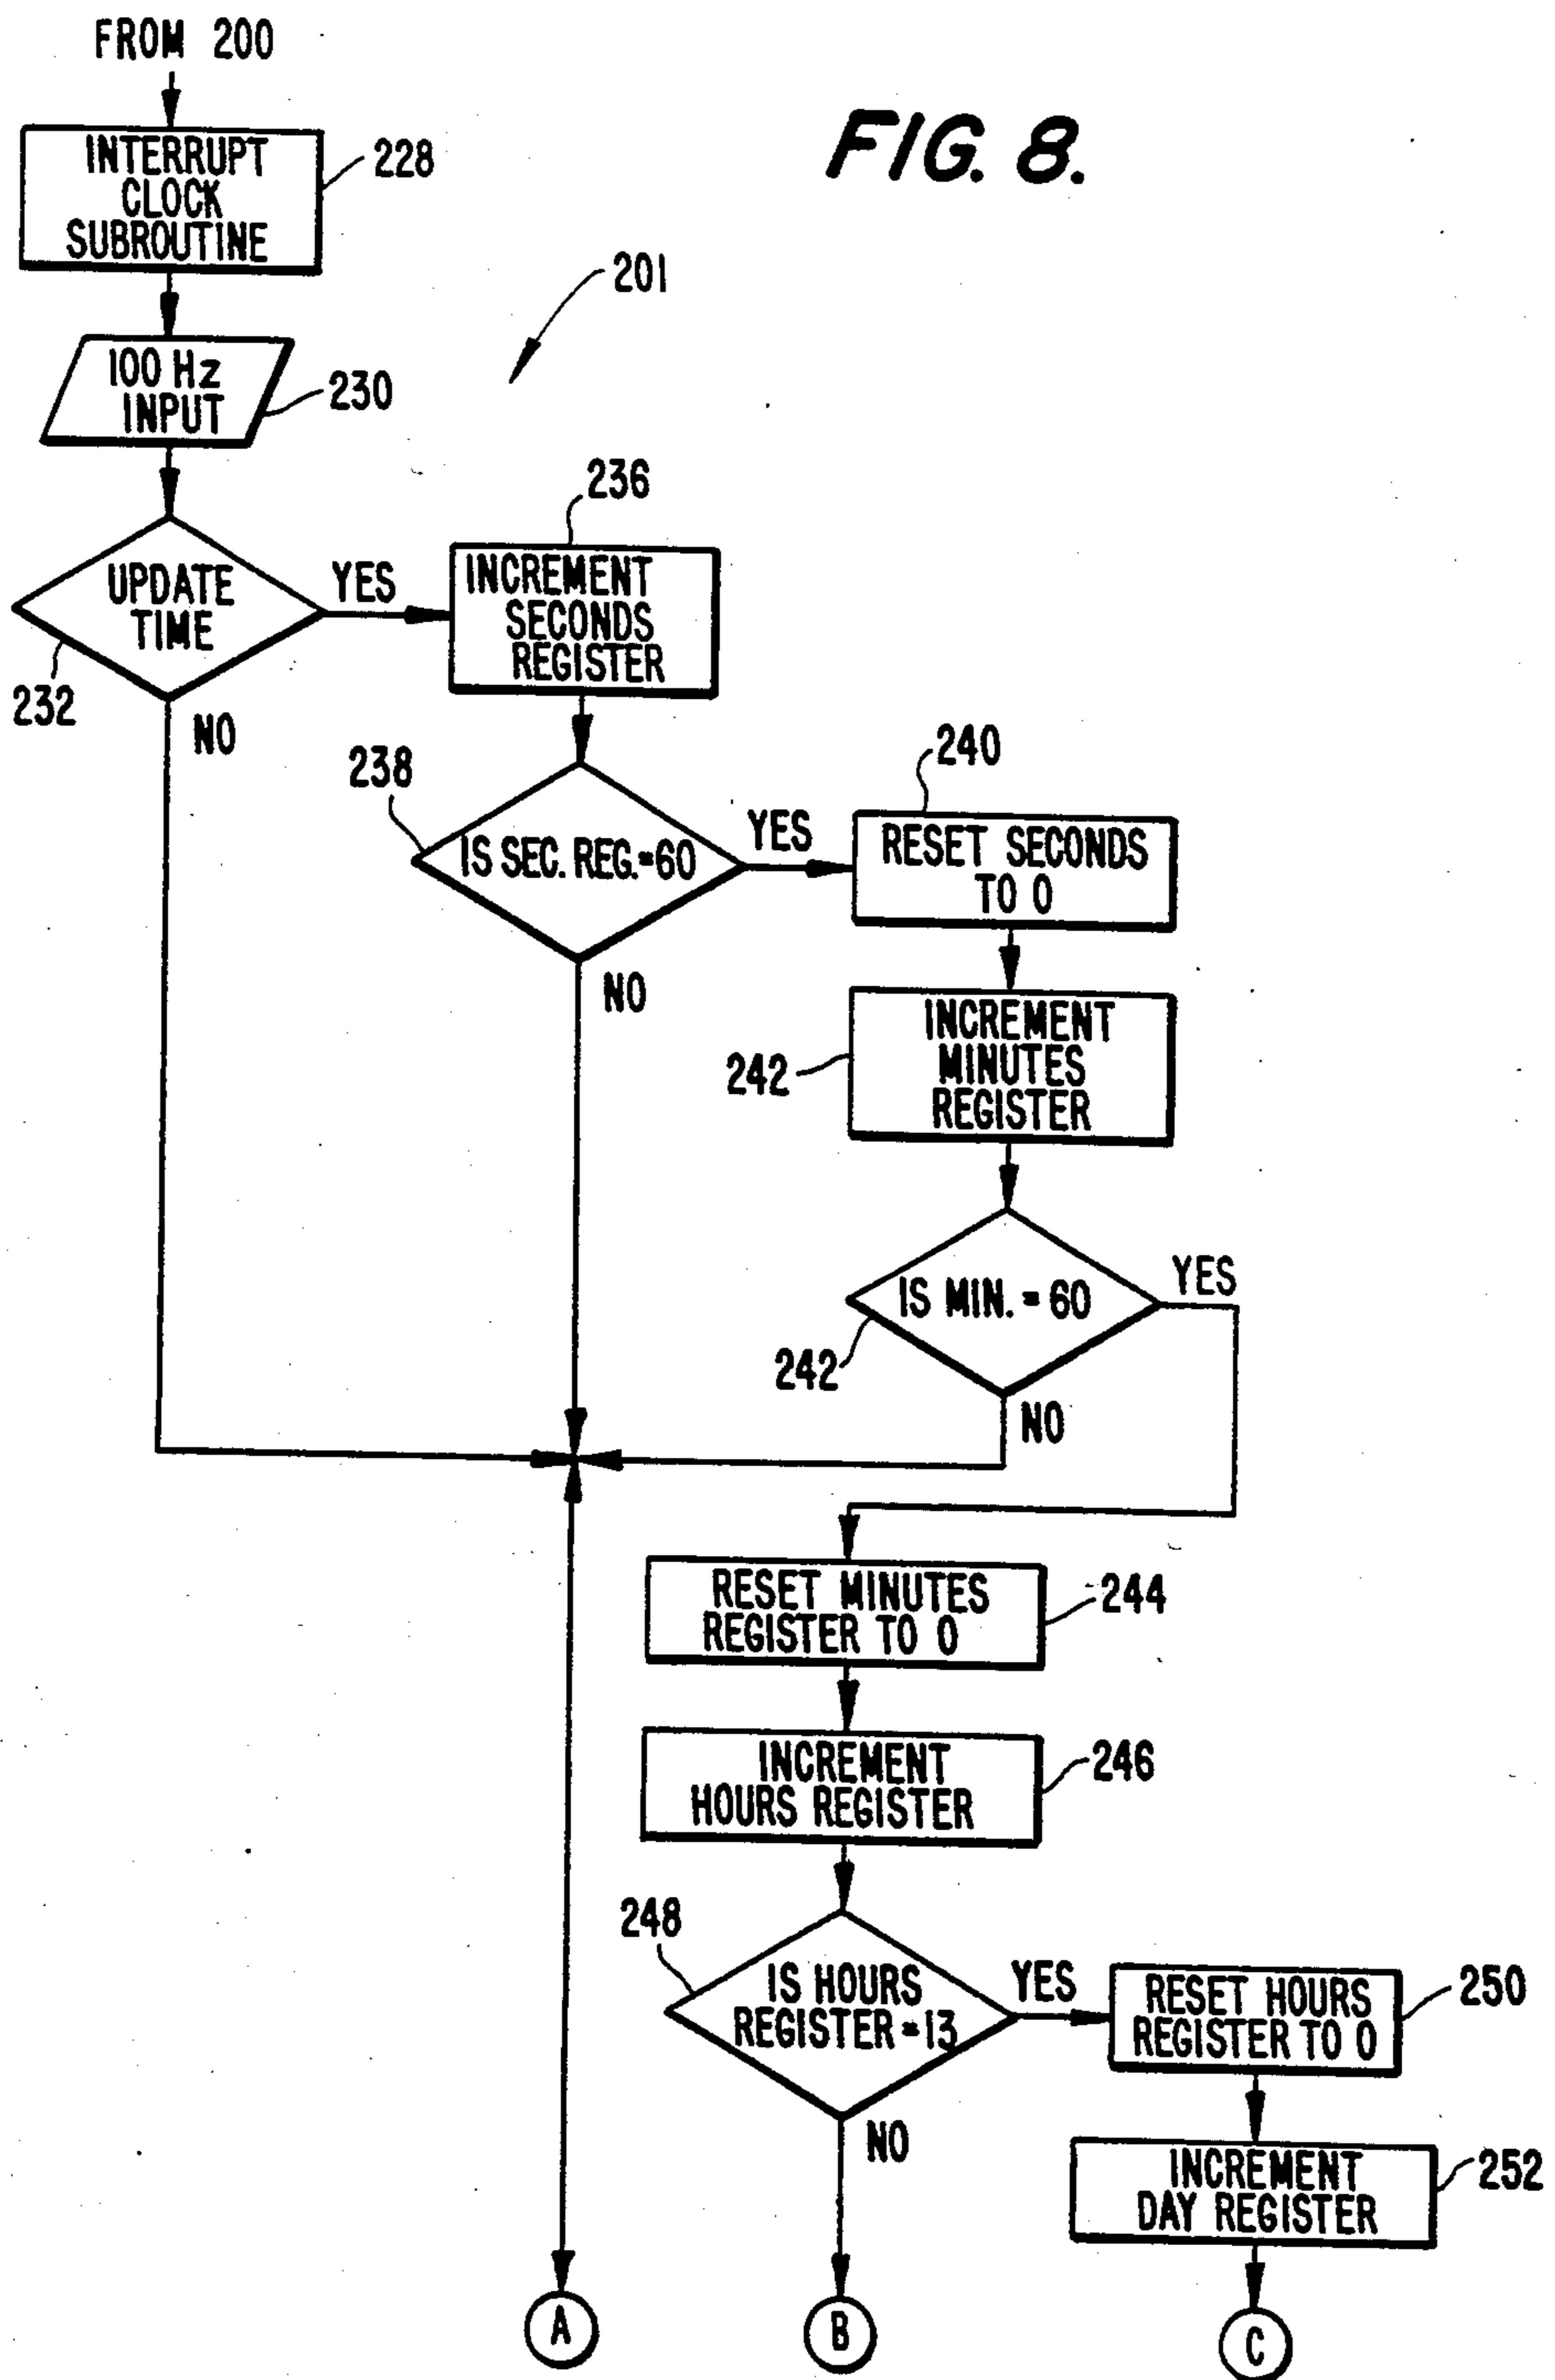 FROM 200
FIG. 8.
INTERRUPT
CLOCK
SUBROUTINE
228
201
100 Hz
INPUT
230
236
UPDATE
TIME
YES
INCREMENT
SECONDS
REGISTER
232
NO
238
240
IS SEC. REG.=60
YES
RESET SECONDS
TO 0
NO
INCREMENT
MINUTES
REGISTER
242
IS MIN. = 60
YES
242
NO
RESET MINUTES
REGISTER TO 0
244
INCREMENT
HOURS REGISTER
246
248
IS HOURS
REGISTER =13
YES
RESET HOURS
REGISTER TO 0
250
NO
INCREMENT
DAY REGISTER
252
A
B
C